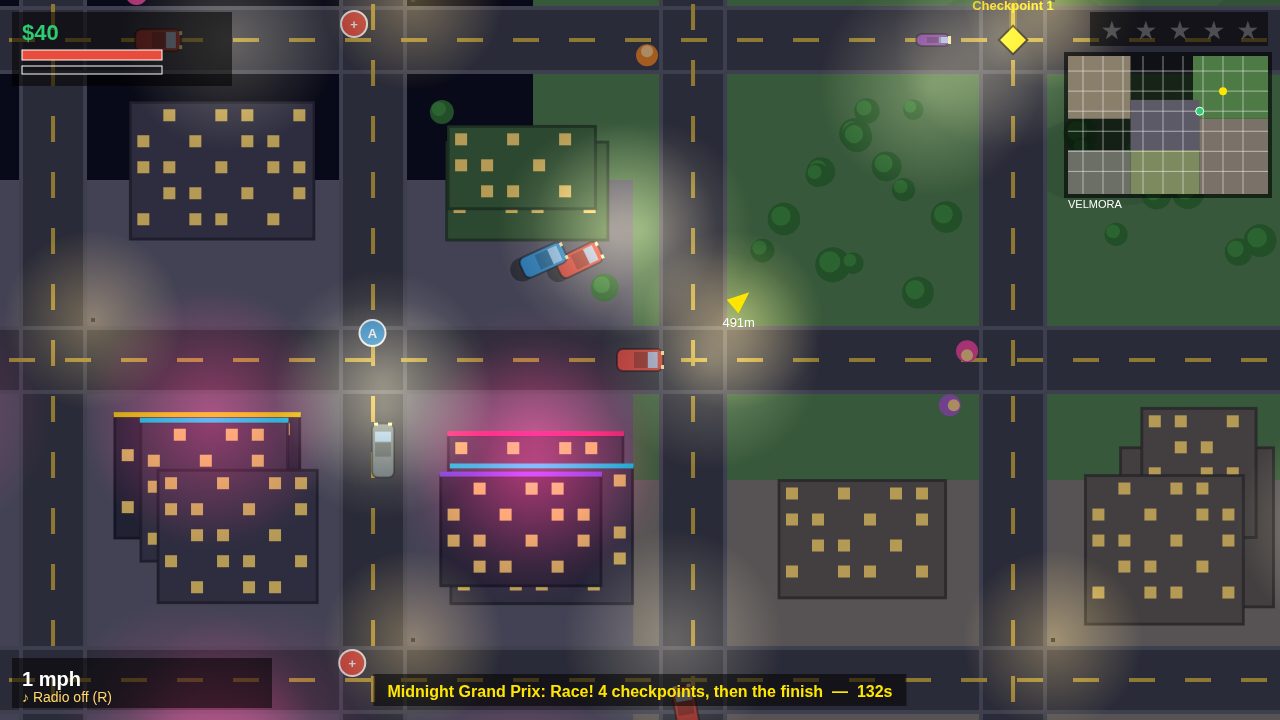 Checkpoint 1
$40
★ ★ ★ ★ ★
+
VELMORA
491m
A
+
1 mph
♪ Radio off (R)
Midnight Grand Prix: Race! 4 checkpoints, then the finish — 132s